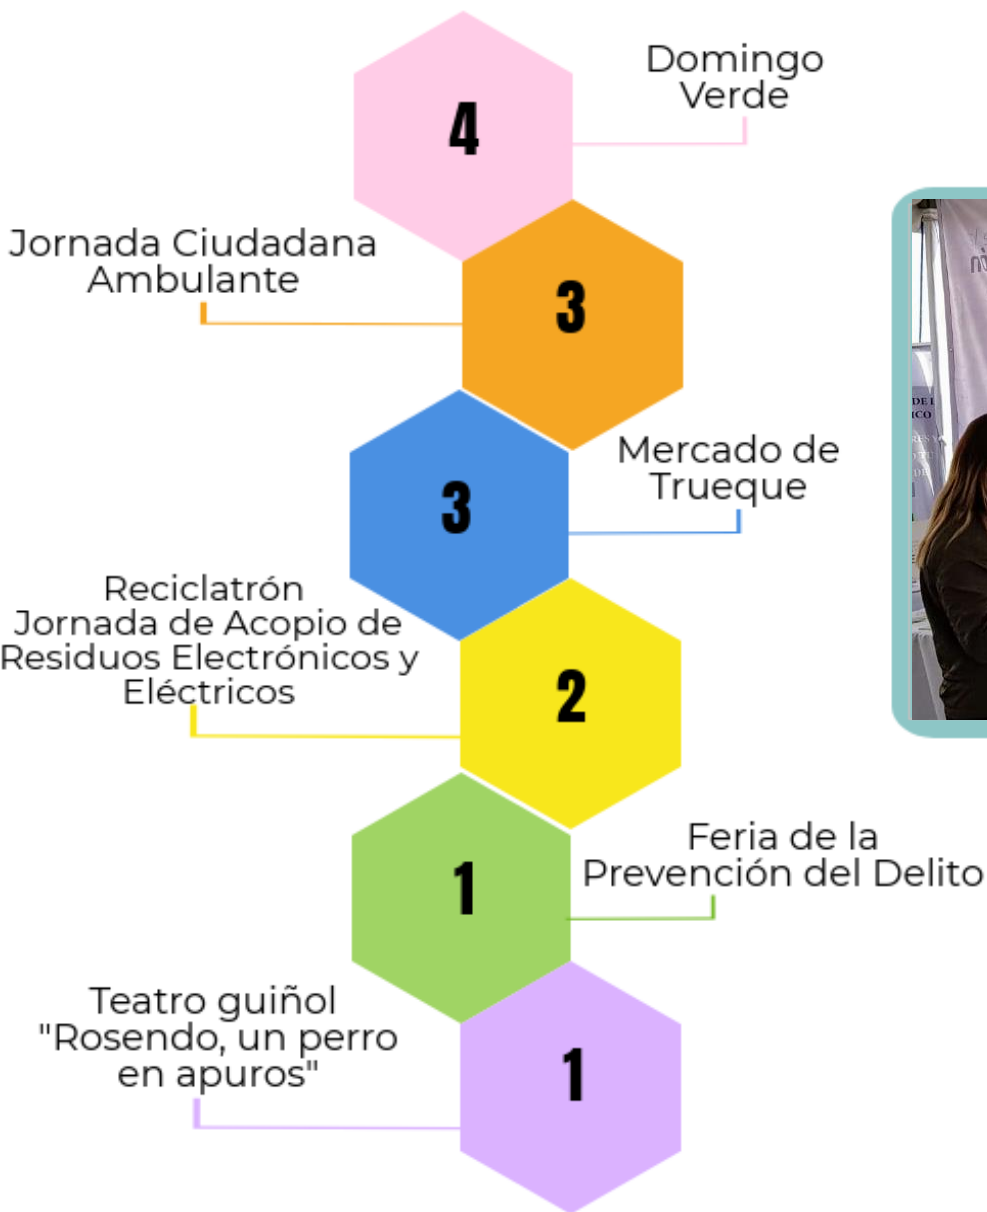 4
Domingo
Verde
Jornada Ciudadana
Ambulante
3
3
Mercado de
Trueque
Reciclatrón
Jornada de Acopio de
Residuos Electrónicos y
Eléctricos
2
1
Feria de la
Prevención del Delito
Teatro guiñol
"Rosendo, un perro
en apuros"
1